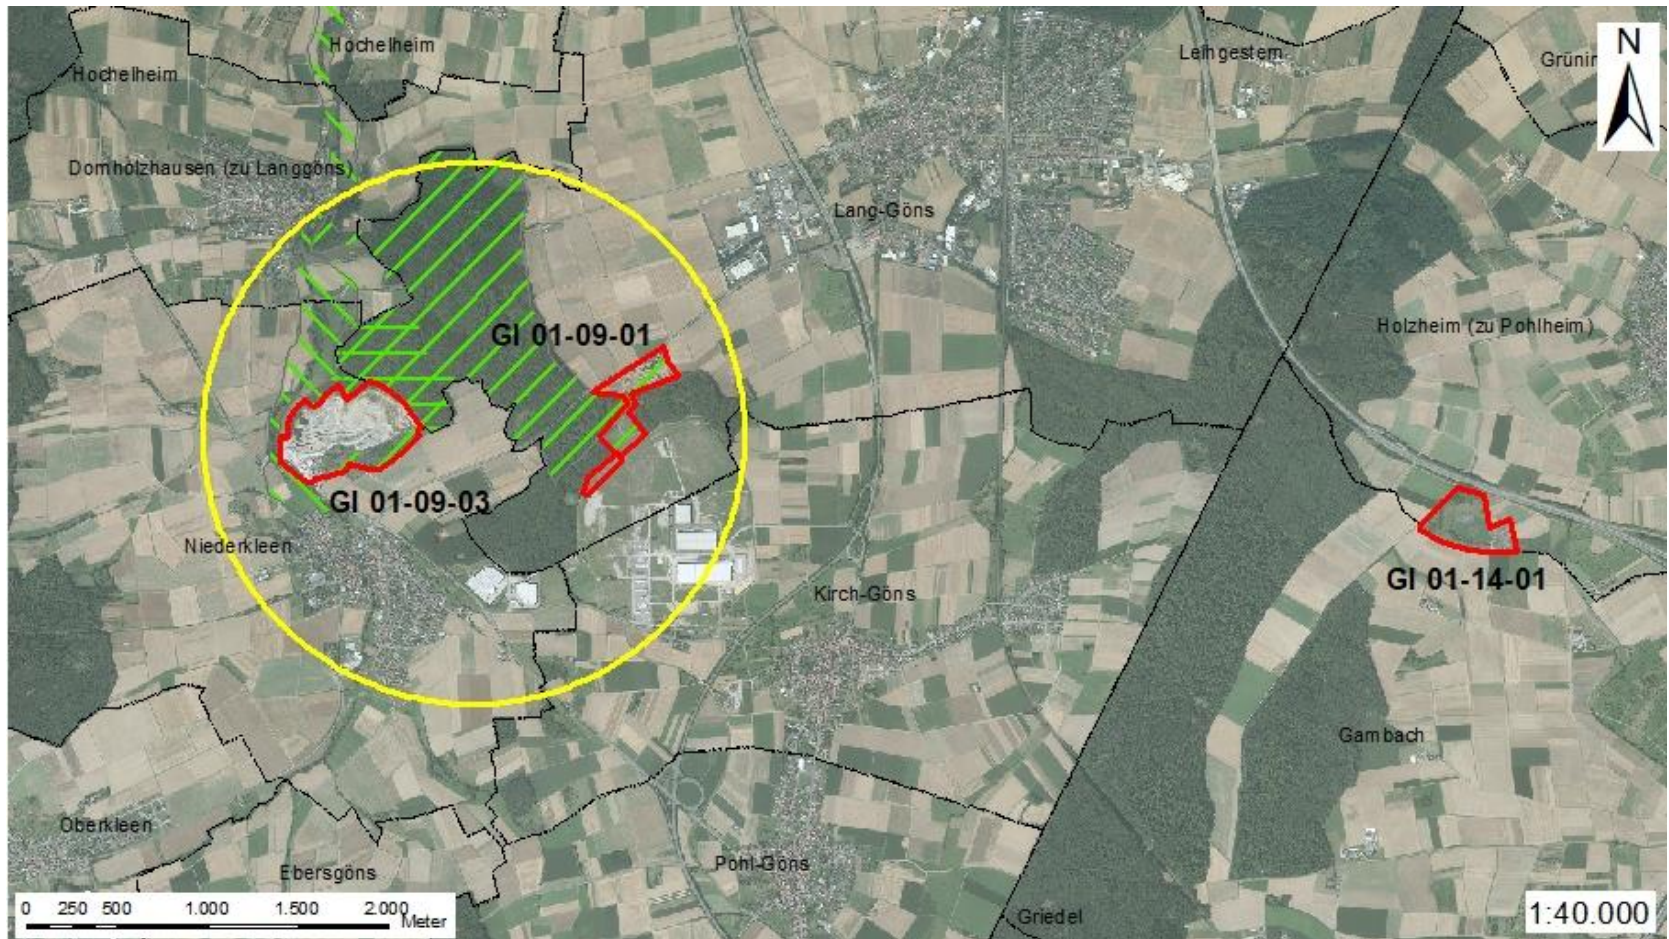 Hochelheim
Hochelheim
Leihgestern
Grünin
N
Dornholzhausen (zu Langgöns)
Lang-Göns
GI 01-09-01
Holzheim (zu Pohlheim)
GI 01-09-03
Niederkleen
GI 01-14-01
Kirch-Göns
Gambach
Oberkleen
Pohl-Göns
Ebersgöns
0 250 500 1.000 1.500 2.000 Meter
Griedel
1:40.000